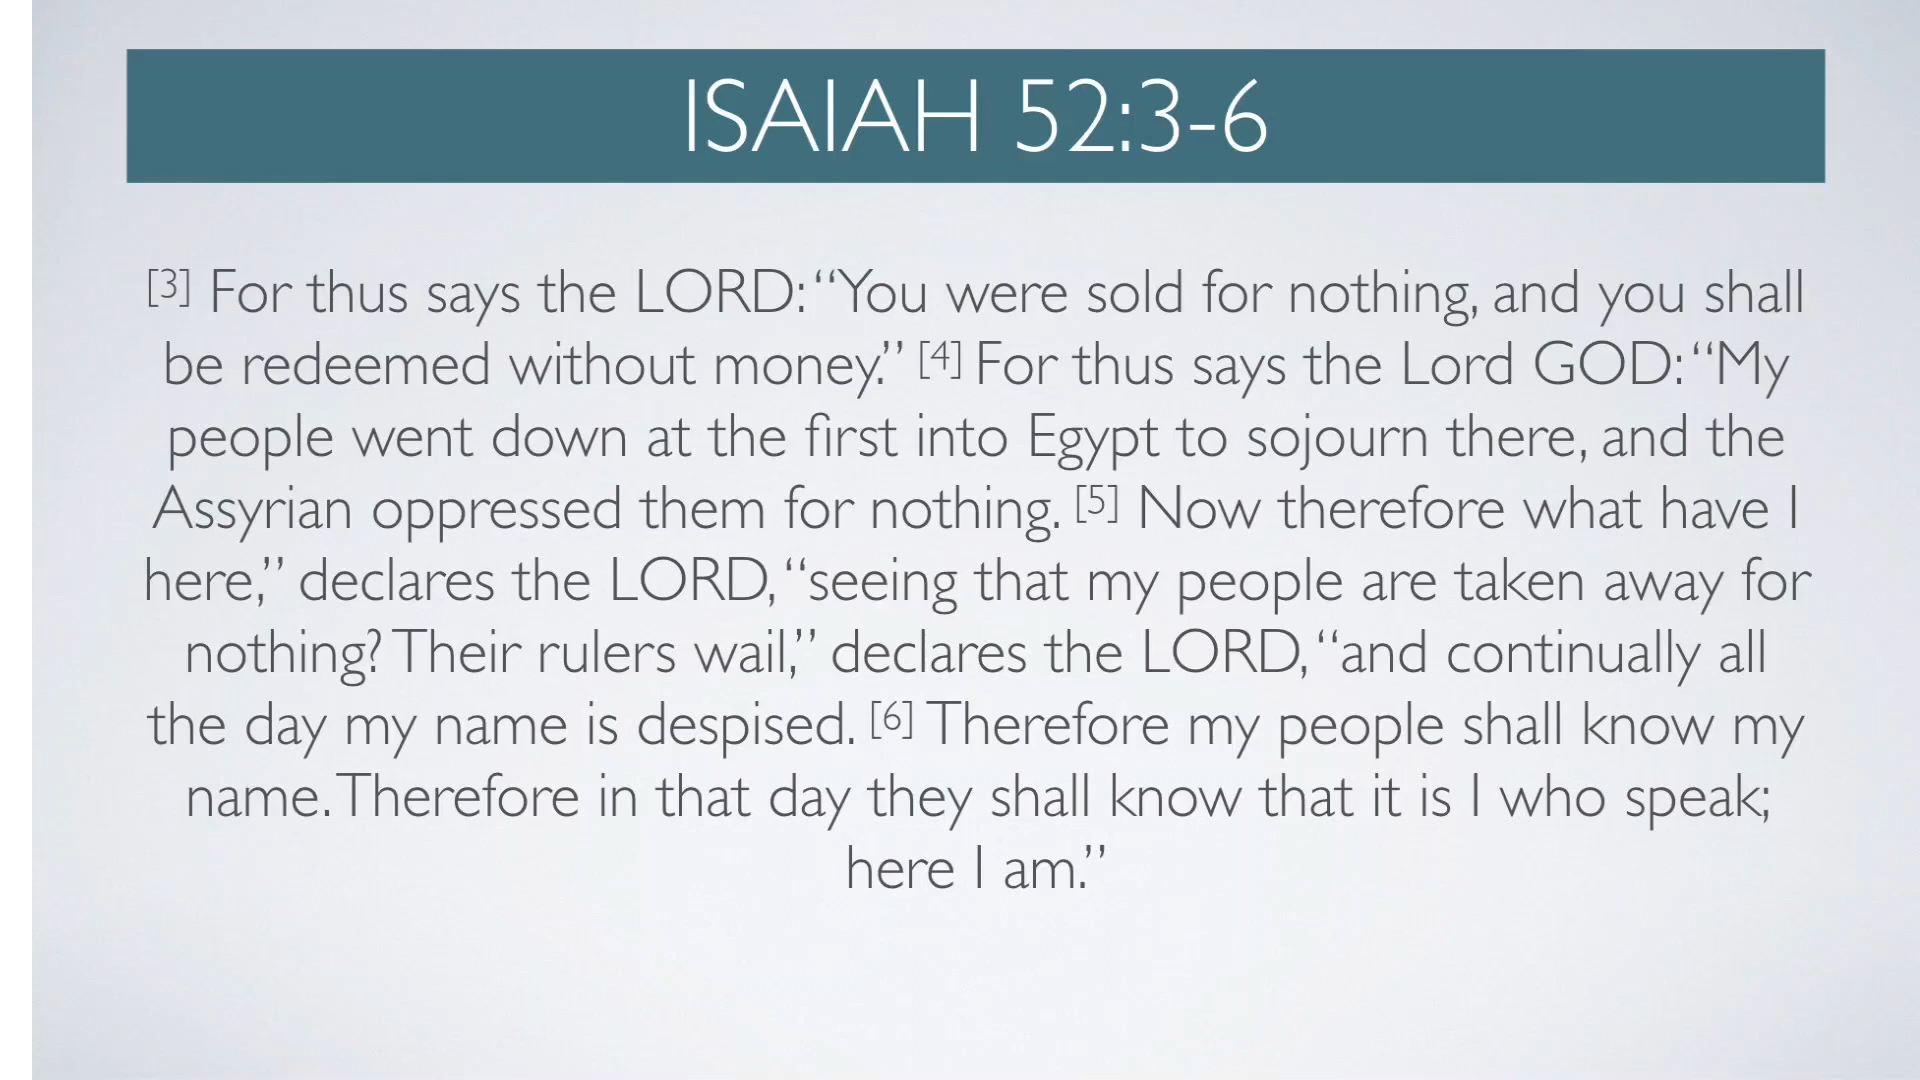 ISAIAH 52:3-6
[3] For thus says the LORD: “You were sold for nothing, and you shall
be redeemed without money.” [4] For thus says the Lord GOD: “My
people went down at the first into Egypt to sojourn there, and the
Assyrian oppressed them for nothing. [5] Now therefore what have I
here,” declares the LORD, “seeing that my people are taken away for
nothing? Their rulers wail,” declares the LORD, “and continually all
the day my name is despised. [6] Therefore my people shall know my
name. Therefore in that day they shall know that it is I who speak;
here I am.”